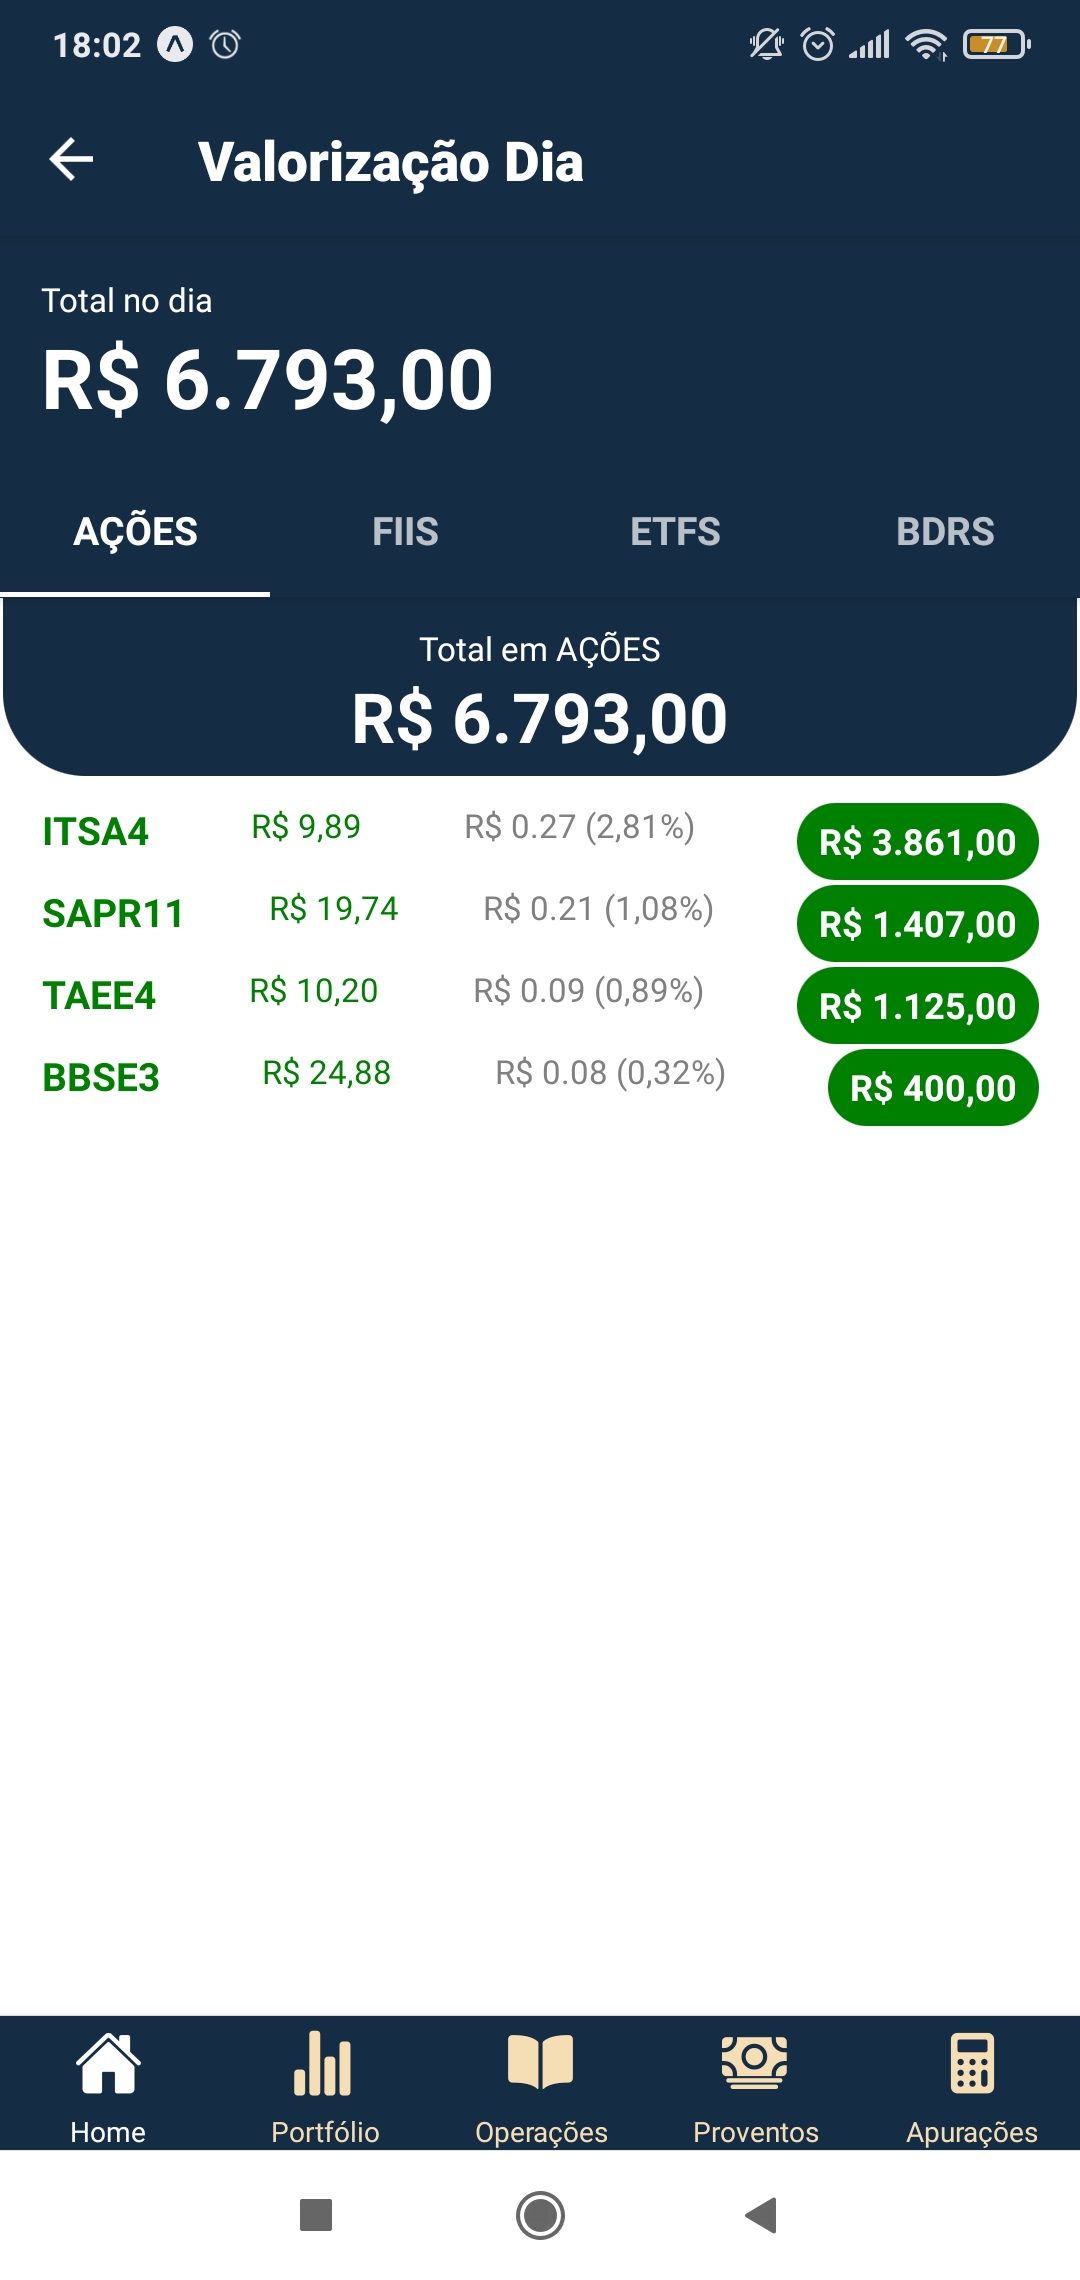 18:02
77
Valorização Dia
Total no dia
R$ 6.793,00
AÇÕES FIIS ETFS BDRS
Total em AÇÕES
R$ 6.793,00
ITSA4 R$ 9,89 R$ 0.27 (2,81%) R$ 3.861,00
SAPR11 R$ 19,74 R$ 0.21 (1,08%) R$ 1.407,00
TAEE4 R$ 10,20 R$ 0.09 (0,89%) R$ 1.125,00
BBSE3 R$ 24,88 R$ 0.08 (0,32%) R$ 400,00
Home Portfólio Operações Proventos Apurações